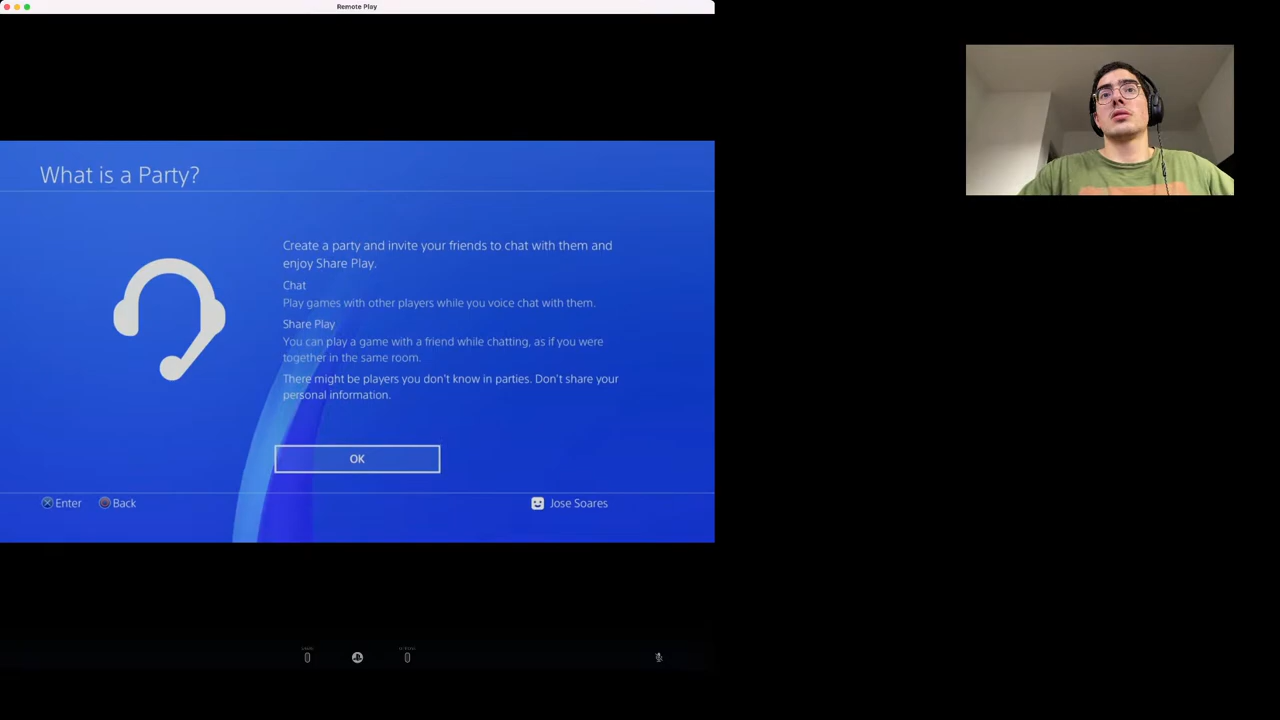 Remote Play
What is a Party?
Create a party and invite your friends to chat with them and
enjoy Share Play.
Chat
Play games with other players while you voice chat with them.
Share Play
You can play a game with a friend while chatting, as if you were
together in the same room.
There might be players you don't know in parties. Don't share your
personal information.
OK
Enter
Back
Jose Soares